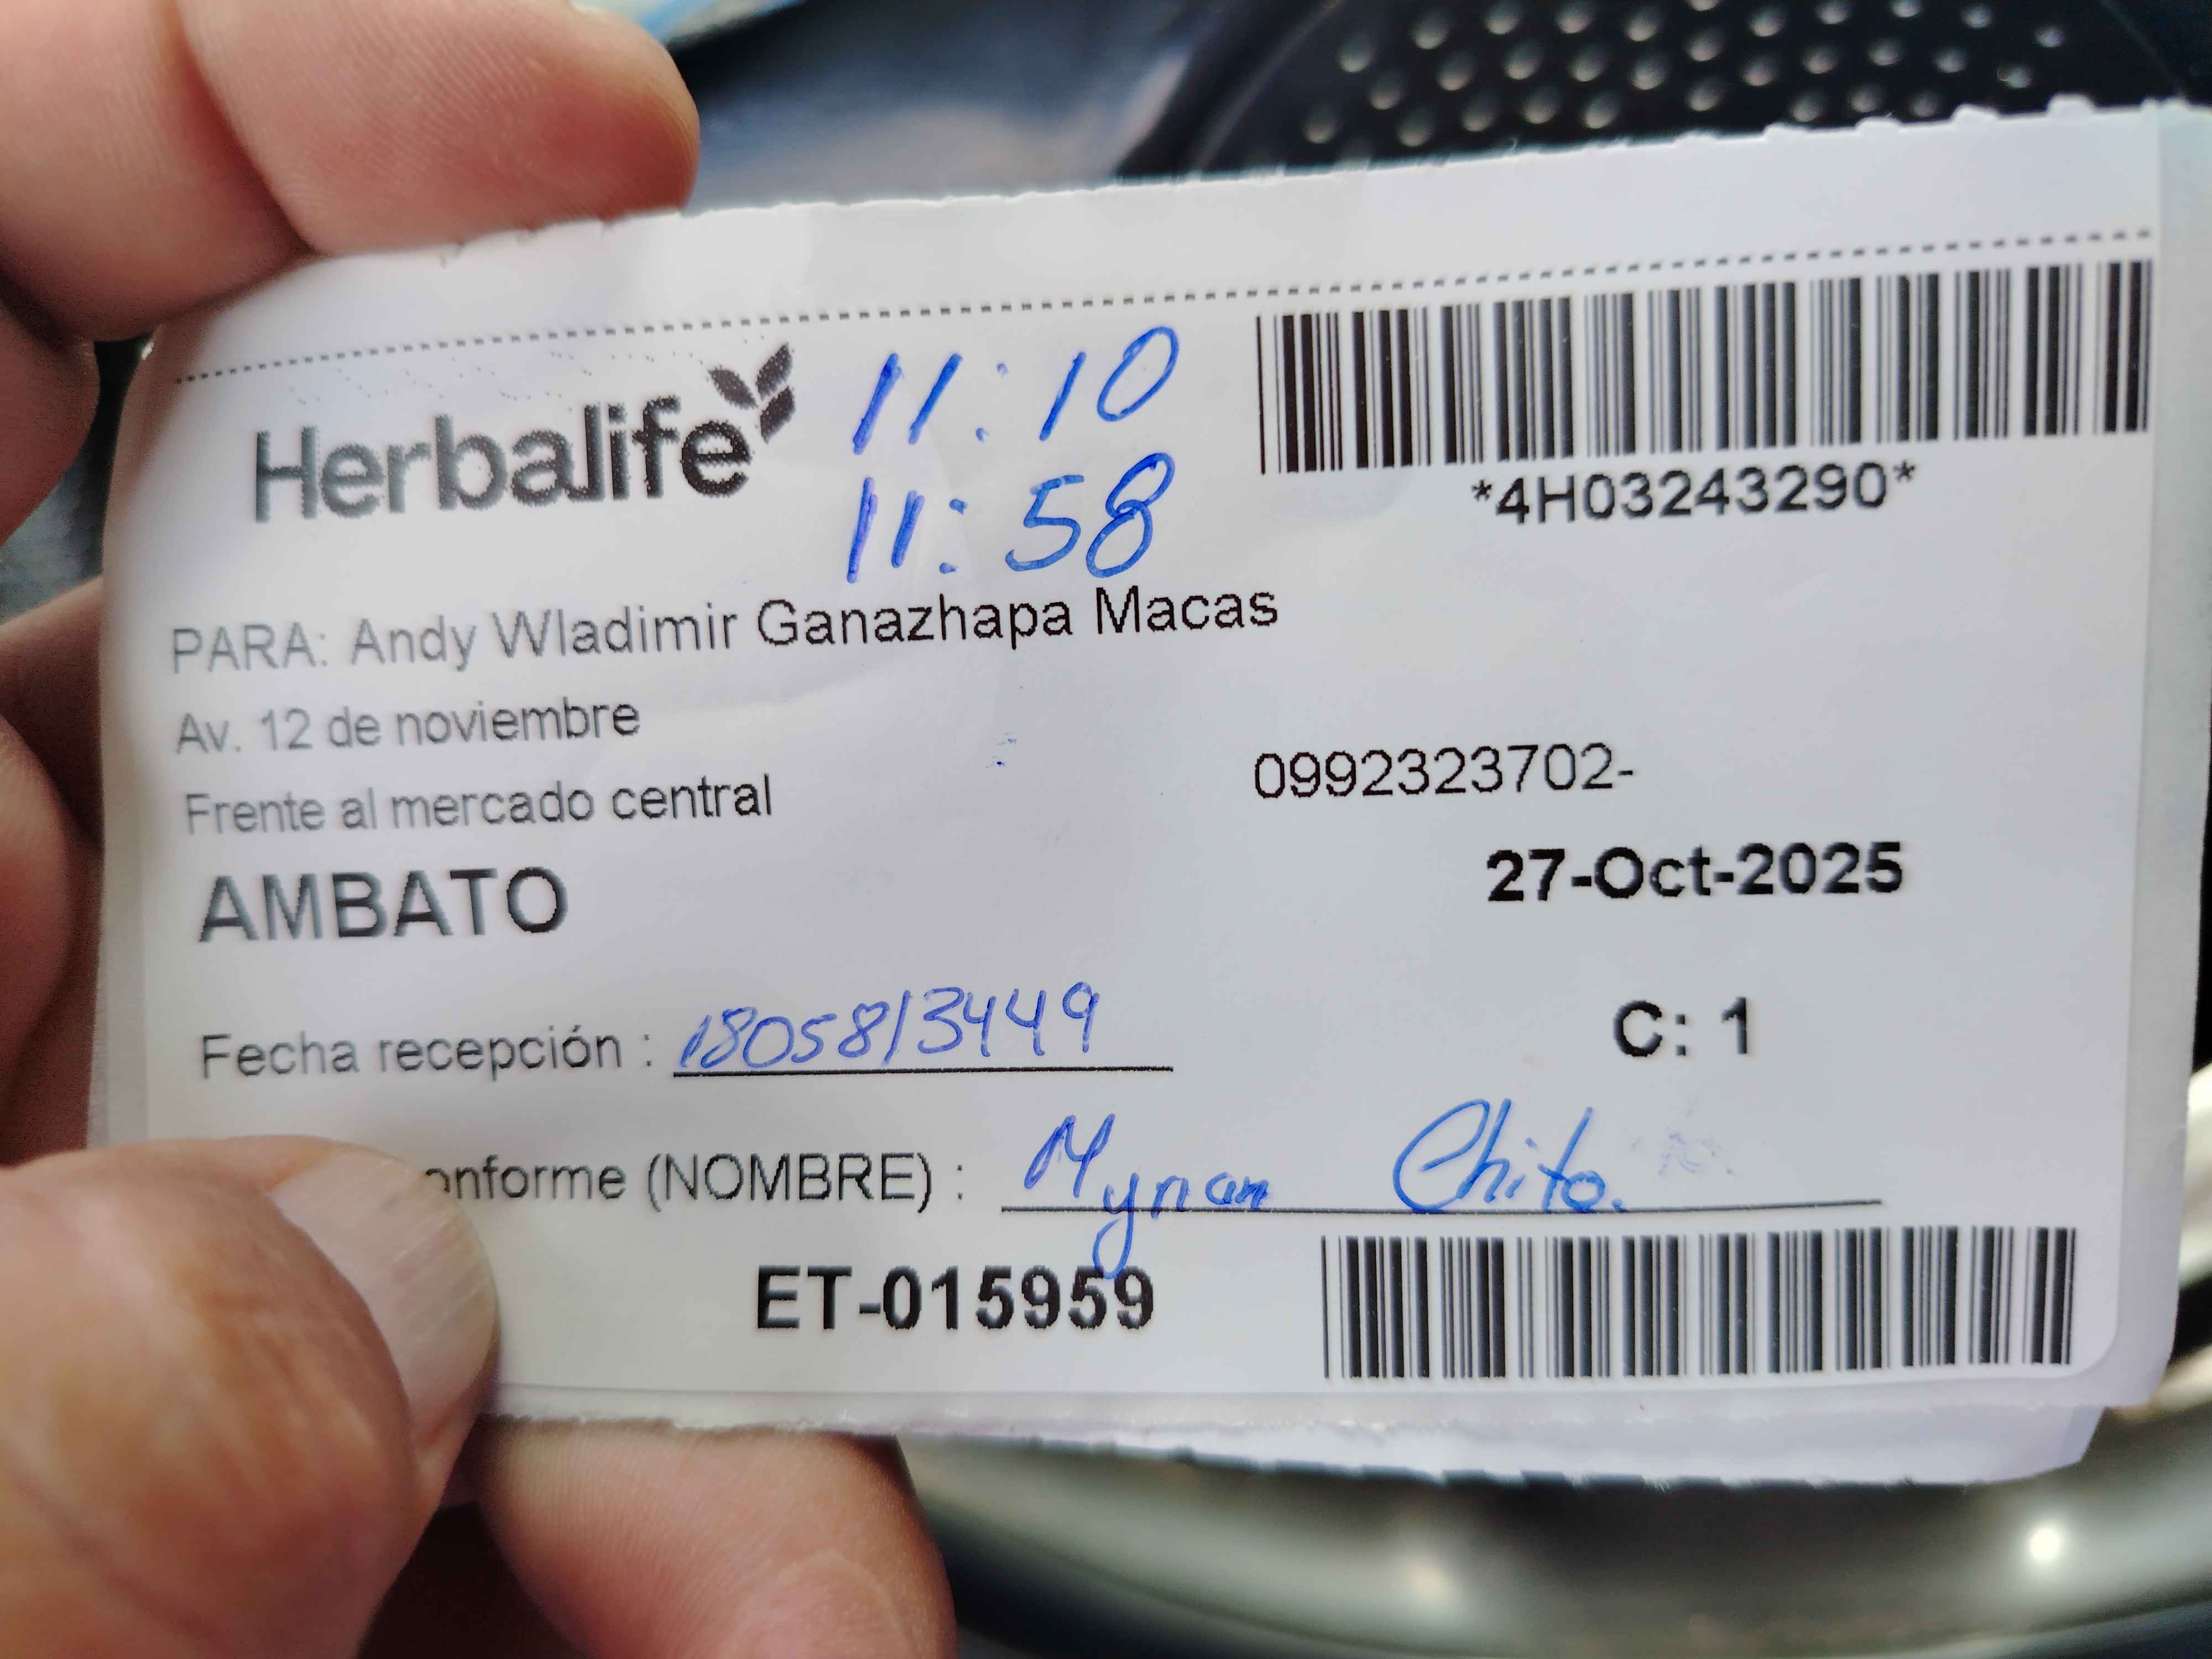 Herbalife
11:10
11:58
*4H03243290*
PARA: Andy Wladimir Ganazhapa Macas
Av. 12 de noviembre
Frente al mercado central
0992323702-
AMBATO
27-Oct-2025
Fecha recepción : 1805813449
C: 1
onforme (NOMBRE) : Myrian Chito.
ET-015959